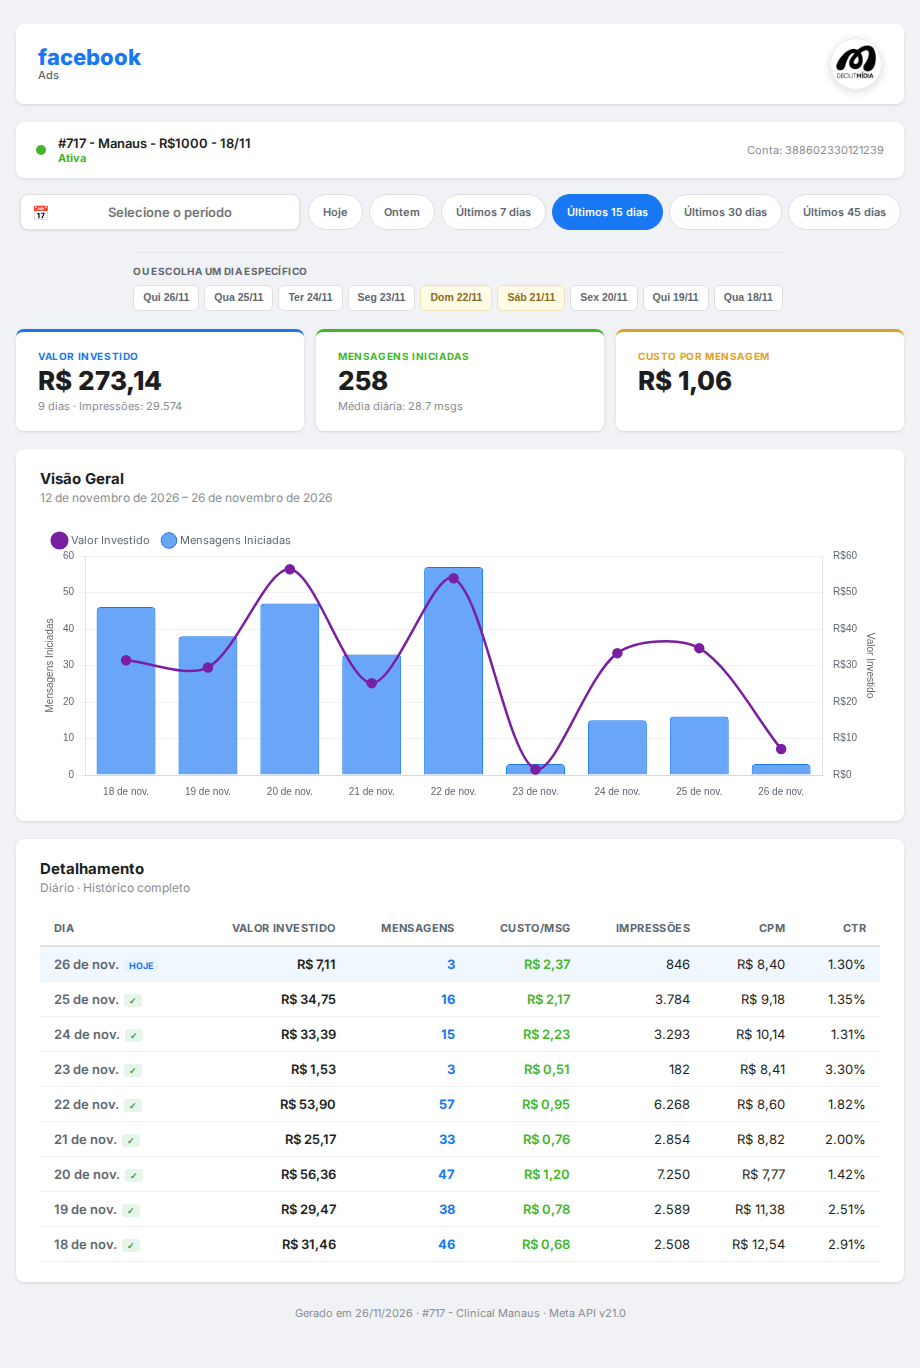 facebook
Ads
DBOUTMÍDIA
#717 - Manaus - R$1000 - 18/11
Ativa
Conta: 388602330121239
📅 Selecione o período
Hoje
Ontem
Últimos 7 dias
Últimos 15 dias
Últimos 30 dias
Últimos 45 dias
OU ESCOLHA UM DIA ESPECÍFICO
Qui 26/11
Qua 25/11
Ter 24/11
Seg 23/11
Dom 22/11
Sáb 21/11
Sex 20/11
Qui 19/11
Qua 18/11
VALOR INVESTIDO
R$ 273,14
9 dias · Impressões: 29.574
MENSAGENS INICIADAS
258
Média diária: 28.7 msgs
CUSTO POR MENSAGEM
R$ 1,06
Visão Geral
12 de novembro de 2026 – 26 de novembro de 2026
Valor Investido
Mensagens Iniciadas
60 R$60
50 R$50
40 R$40
30 R$30
20 R$20
10 R$10
0 R$0
Mensagens Iniciadas
Valor Investido
18 de nov. 19 de nov. 20 de nov. 21 de nov. 22 de nov. 23 de nov. 24 de nov. 25 de nov. 26 de nov.
Detalhamento
Diário · Histórico completo
DIA VALOR INVESTIDO MENSAGENS CUSTO/MSG IMPRESSÕES CPM CTR
26 de nov. HOJE R$ 7,11 3 R$ 2,37 846 R$ 8,40 1.30%
25 de nov. ✓ R$ 34,75 16 R$ 2,17 3.784 R$ 9,18 1.35%
24 de nov. ✓ R$ 33,39 15 R$ 2,23 3.293 R$ 10,14 1.31%
23 de nov. ✓ R$ 1,53 3 R$ 0,51 182 R$ 8,41 3.30%
22 de nov. ✓ R$ 53,90 57 R$ 0,95 6.268 R$ 8,60 1.82%
21 de nov. ✓ R$ 25,17 33 R$ 0,76 2.854 R$ 8,82 2.00%
20 de nov. ✓ R$ 56,36 47 R$ 1,20 7.250 R$ 7,77 1.42%
19 de nov. ✓ R$ 29,47 38 R$ 0,78 2.589 R$ 11,38 2.51%
18 de nov. ✓ R$ 31,46 46 R$ 0,68 2.508 R$ 12,54 2.91%
Gerado em 26/11/2026 · #717 - Clinical Manaus · Meta API v21.0